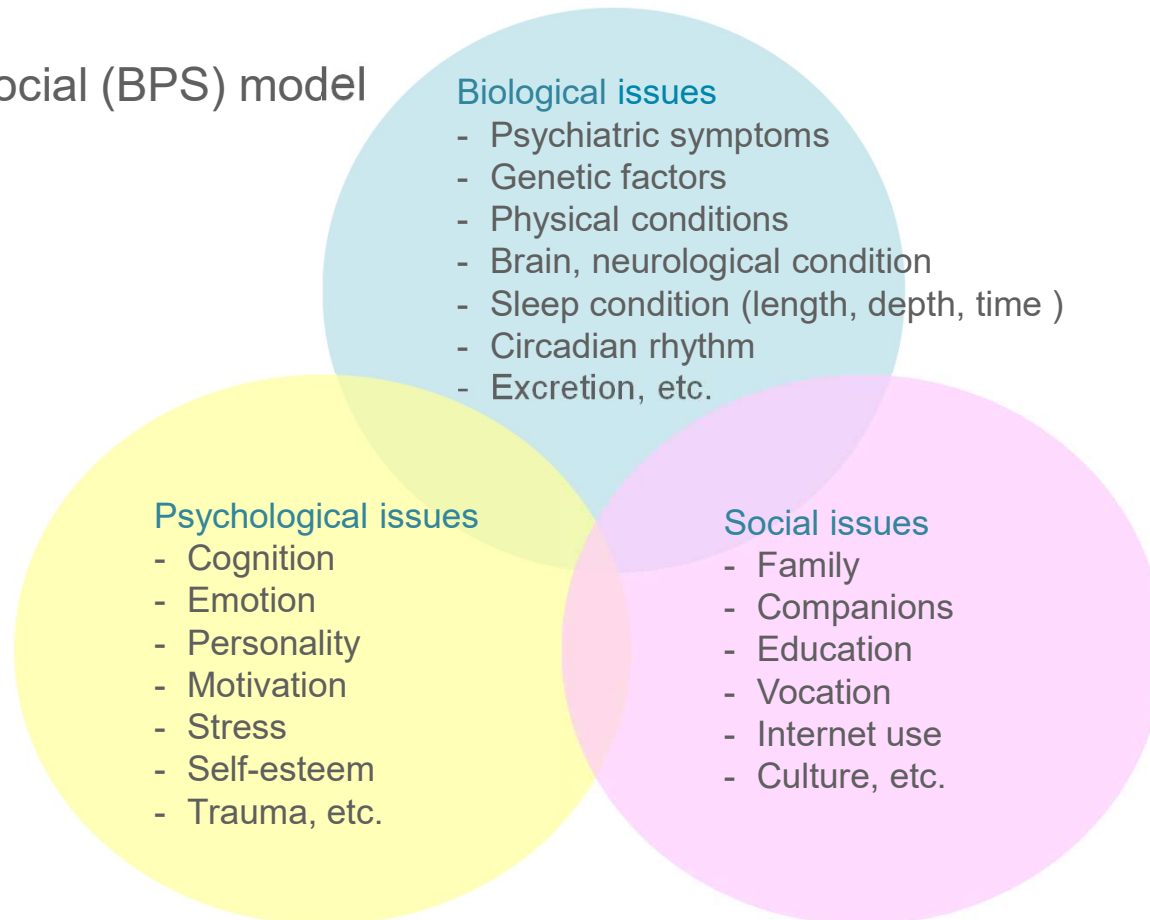 ocial (BPS) model
Biological issues
- Psychiatric symptoms
- Genetic factors
- Physical conditions
- Brain, neurological condition
- Sleep condition (length, depth, time )
- Circadian rhythm
- Excretion, etc.
Psychological issues
- Cognition
- Emotion
- Personality
- Motivation
- Stress
- Self-esteem
- Trauma, etc.
Social issues
- Family
- Companions
- Education
- Vocation
- Internet use
- Culture, etc.